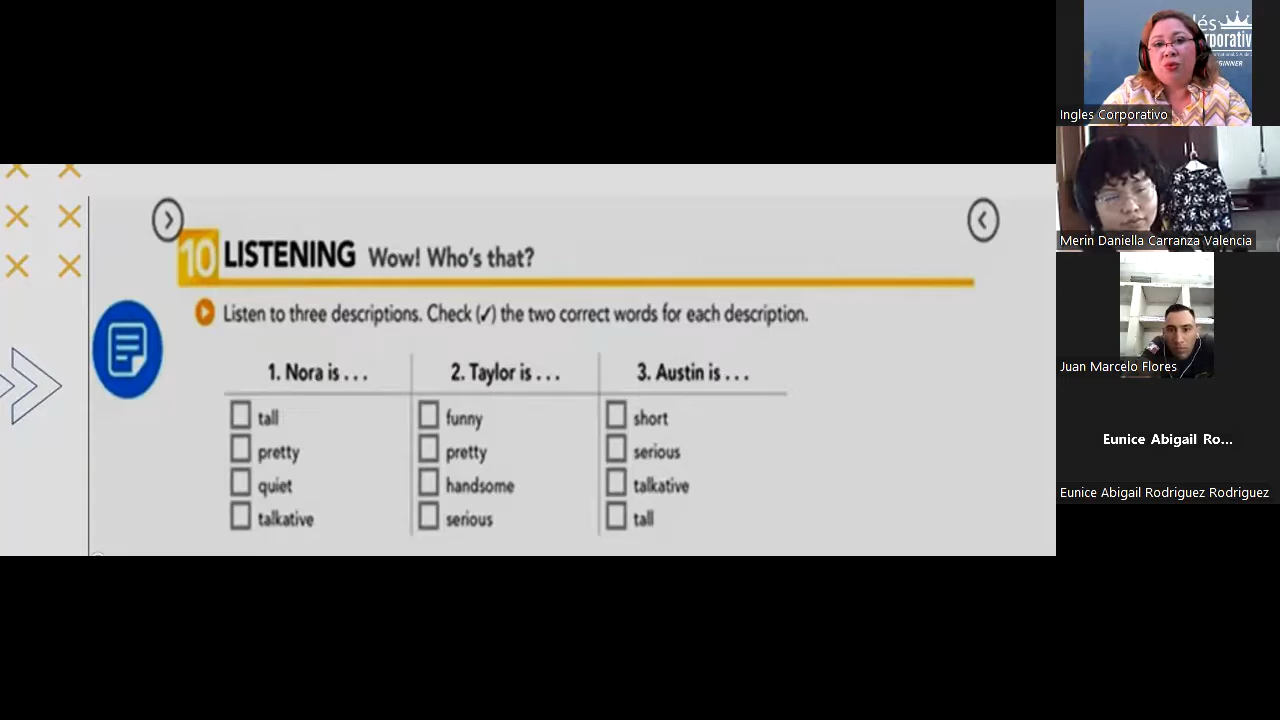 10 LISTENING Wow! Who's that?
Listen to three descriptions. Check (✓) the two correct words for each description.
1. Nora is . . .
tall
pretty
quiet
talkative
2. Taylor is . . .
funny
pretty
handsome
serious
3. Austin is . . .
short
serious
talkative
tall
Ingles Corporativo
Merin Daniella Carranza Valencia
Juan Marcelo Flores
Eunice Abigail Ro...
Eunice Abigail Rodriguez Rodriguez